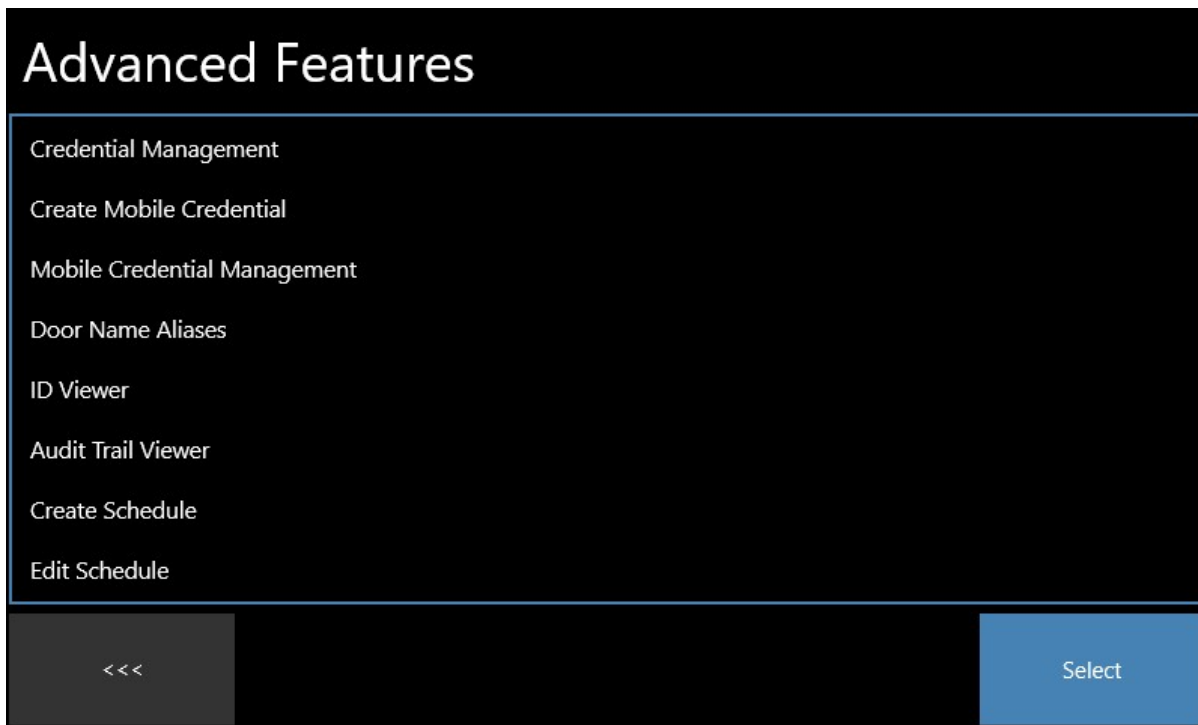 Advanced Features
Credential Management
Create Mobile Credential
Mobile Credential Management
Door Name Aliases
ID Viewer
Audit Trail Viewer
Create Schedule
Edit Schedule
<<<
Select